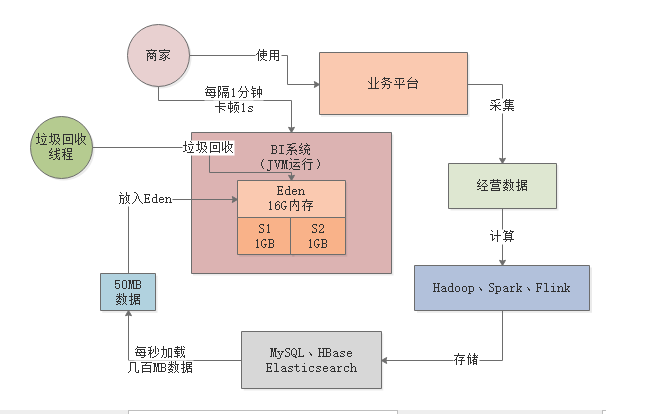 商家
使用
业务平台
每隔1分钟
卡顿1s
采集
垃圾回收
线程
垃圾回收
BI系统
（JVM运行）
经营数据
放入Eden
Eden
16G内存
S1
1GB
S2
1GB
计算
50MB
数据
Hadoop、Spark、Flink
每秒加载
几百MB数据
MySQL、HBase
Elasticsearch
存储